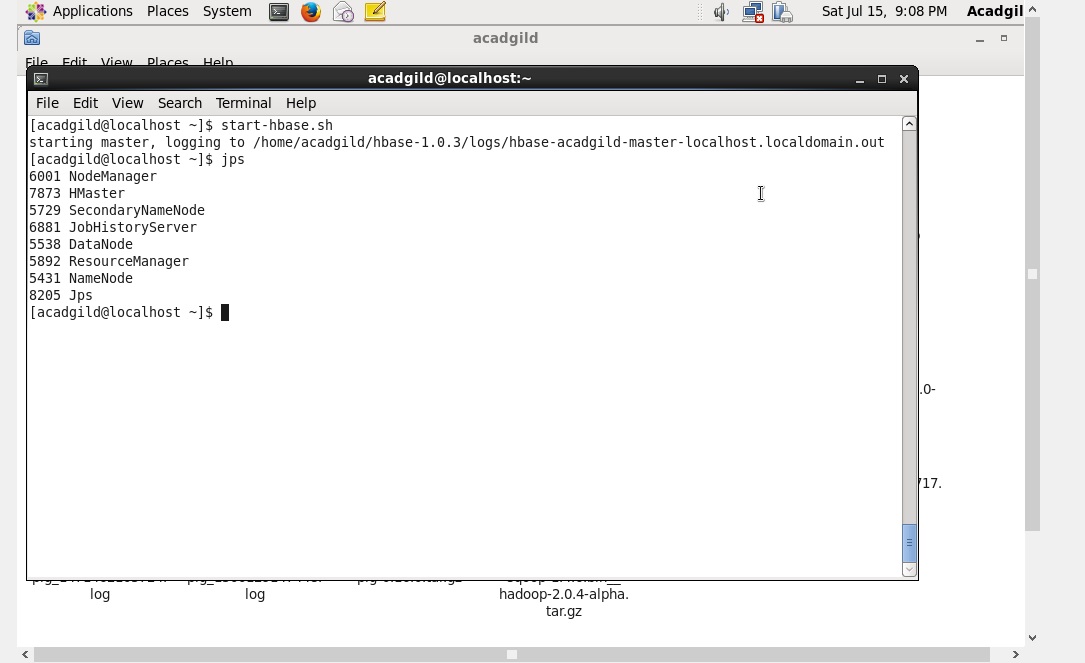 Applications Places System Sat Jul 15, 9:08 PM Acadgil
acadgild
File Edit View Places Help
acadgild@localhost:~
File Edit View Search Terminal Help
[acadgild@localhost ~]$ start-hbase.sh
starting master, logging to /home/acadgild/hbase-1.0.3/logs/hbase-acadgild-master-localhost.localdomain.out
[acadgild@localhost ~]$ jps
6001 NodeManager
7873 HMaster
5729 SecondaryNameNode
6881 JobHistoryServer
5538 DataNode
5892 ResourceManager
5431 NameNode
8205 Jps
[acadgild@localhost ~]$
.0-
717.
log log hadoop-2.0.4-alpha.
tar.gz